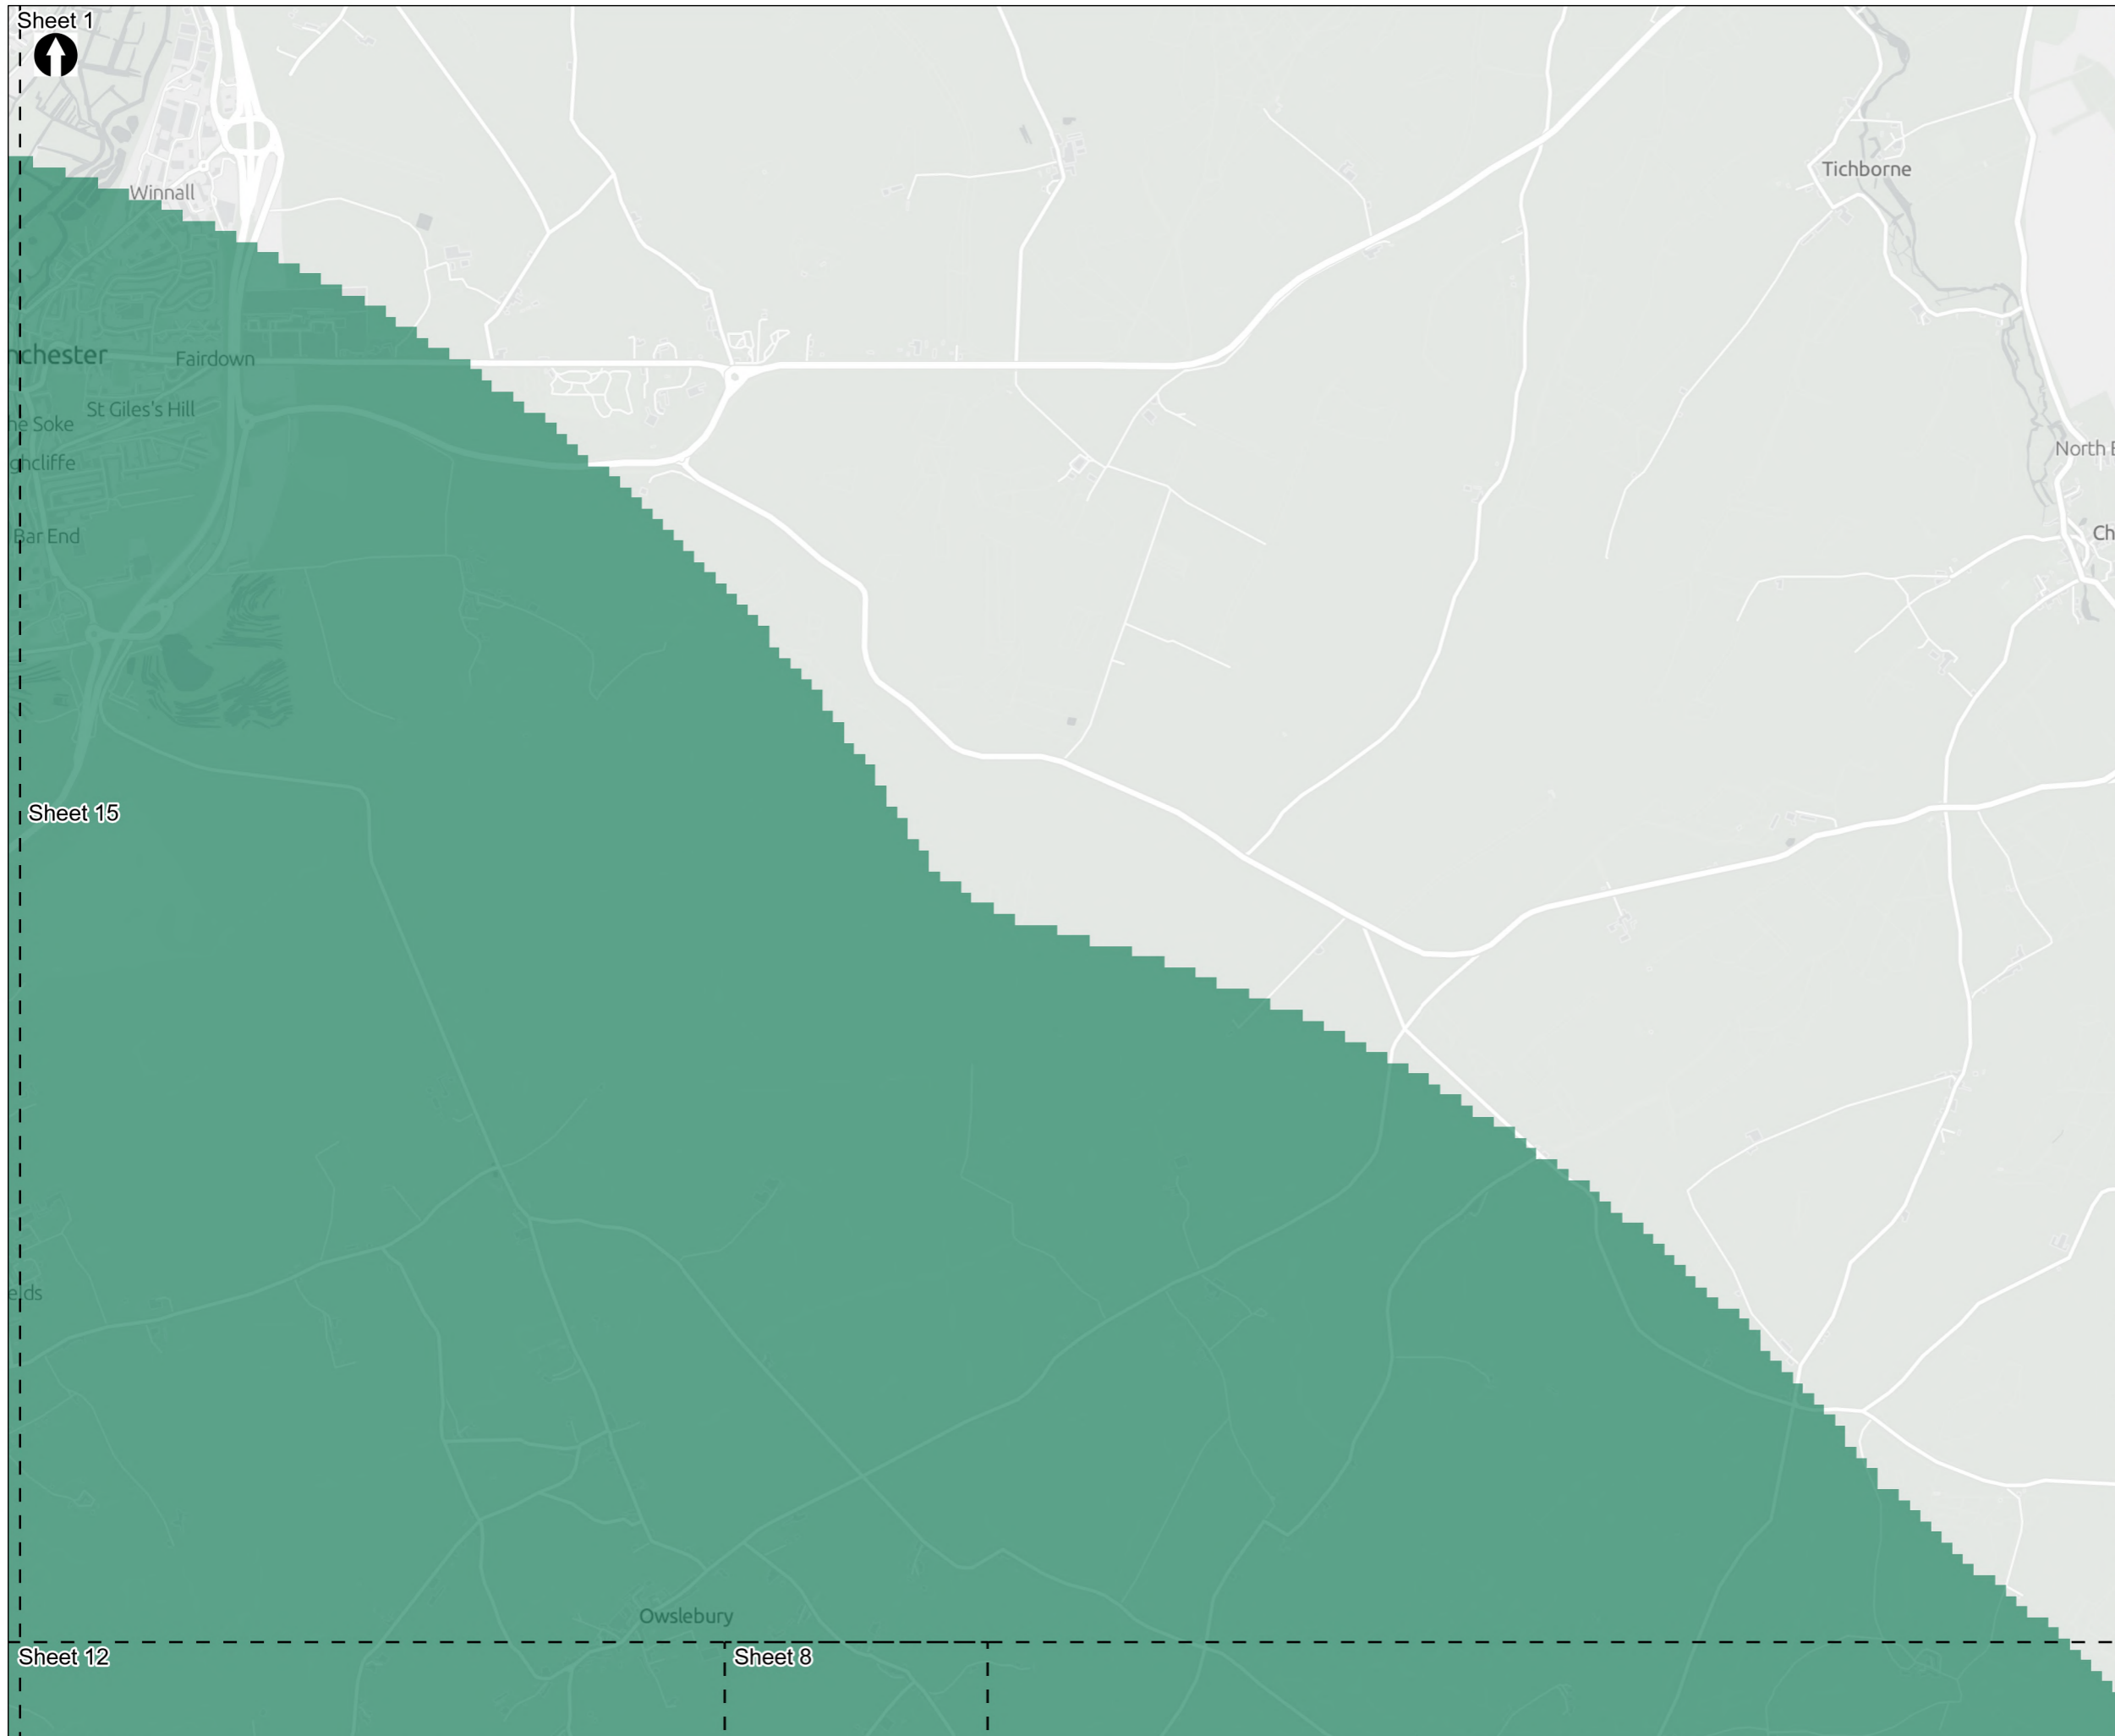 Sheet 1
Tichborne
Winnall
nchester
Fairdown
St Giles's Hill
he Soke
North
ghcliffe
Bar End
Ch
Sheet 15
elds
Owslebury
Sheet 12
Sheet 8